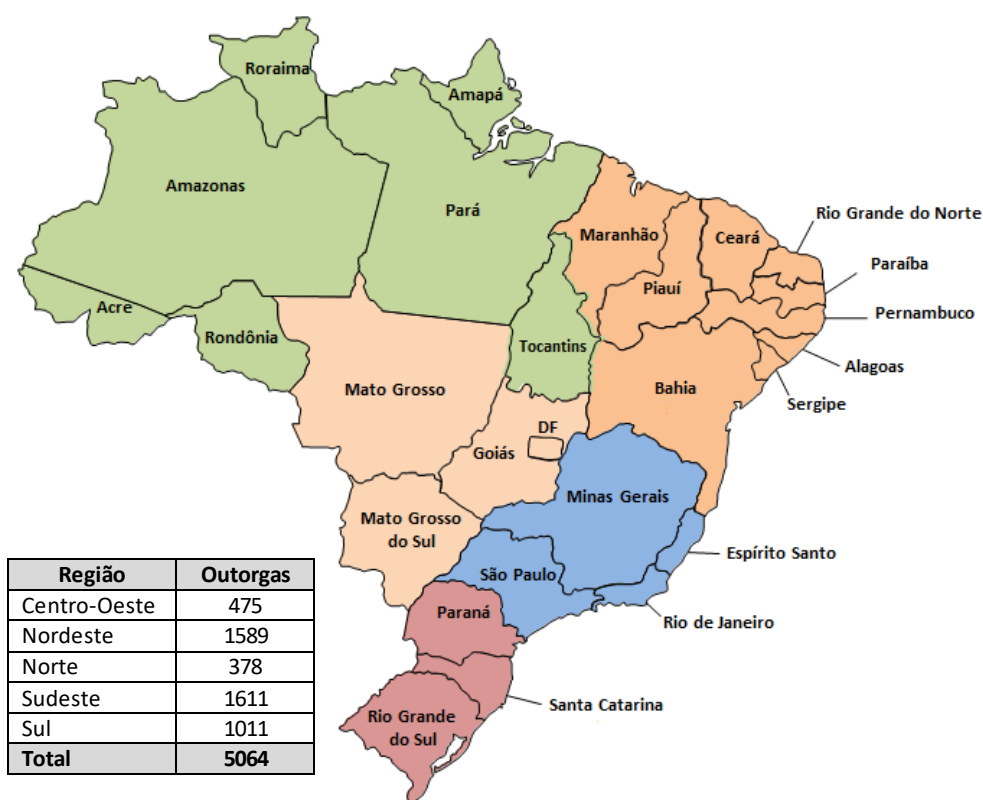 Roraima
Amapá
Amazonas
Pará
Rio Grande do Norte
Maranhão
Ceará
Paraíba
Piauí
Pernambuco
Acre
Rondônia
Tocantins
Alagoas
Mato Grosso
Bahia
Sergipe
DF
Goiás
Minas Gerais
Mato Grosso
do Sul
Espírito Santo
São Paulo
Paraná
Rio de Janeiro
Santa Catarina
Rio Grande
do Sul
Região Outorgas
Centro-Oeste 475
Nordeste 1589
Norte 378
Sudeste 1611
Sul 1011
Total 5064